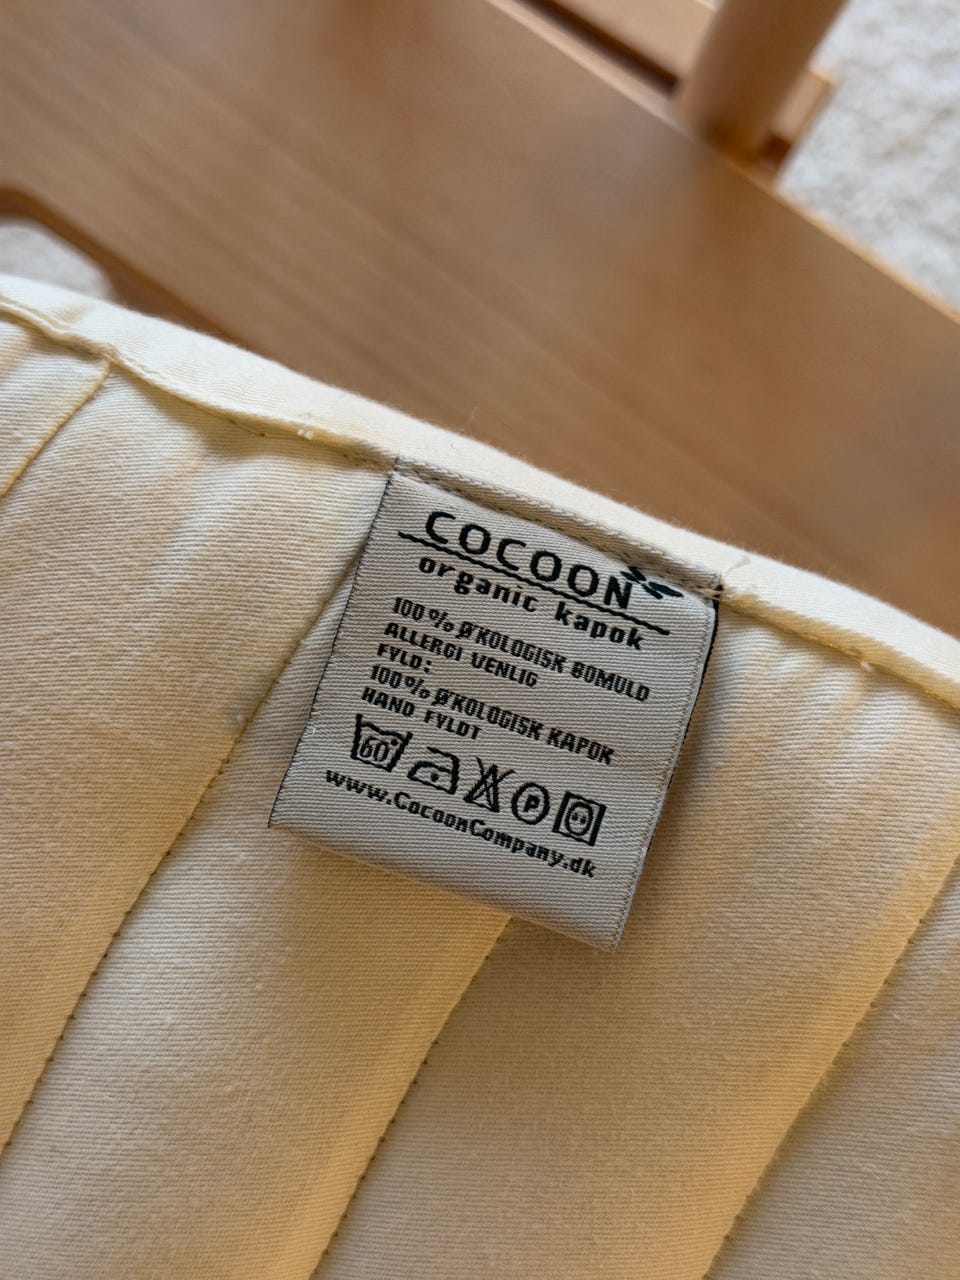 COCOON
organic kapok
100% ØKOLOGISK BOMULD
ALLERGI VENLIG
FYLD:
100% ØKOLOGISK KAPOK
HAND FYLDT
60°
P
www.CocoonCompany.dk